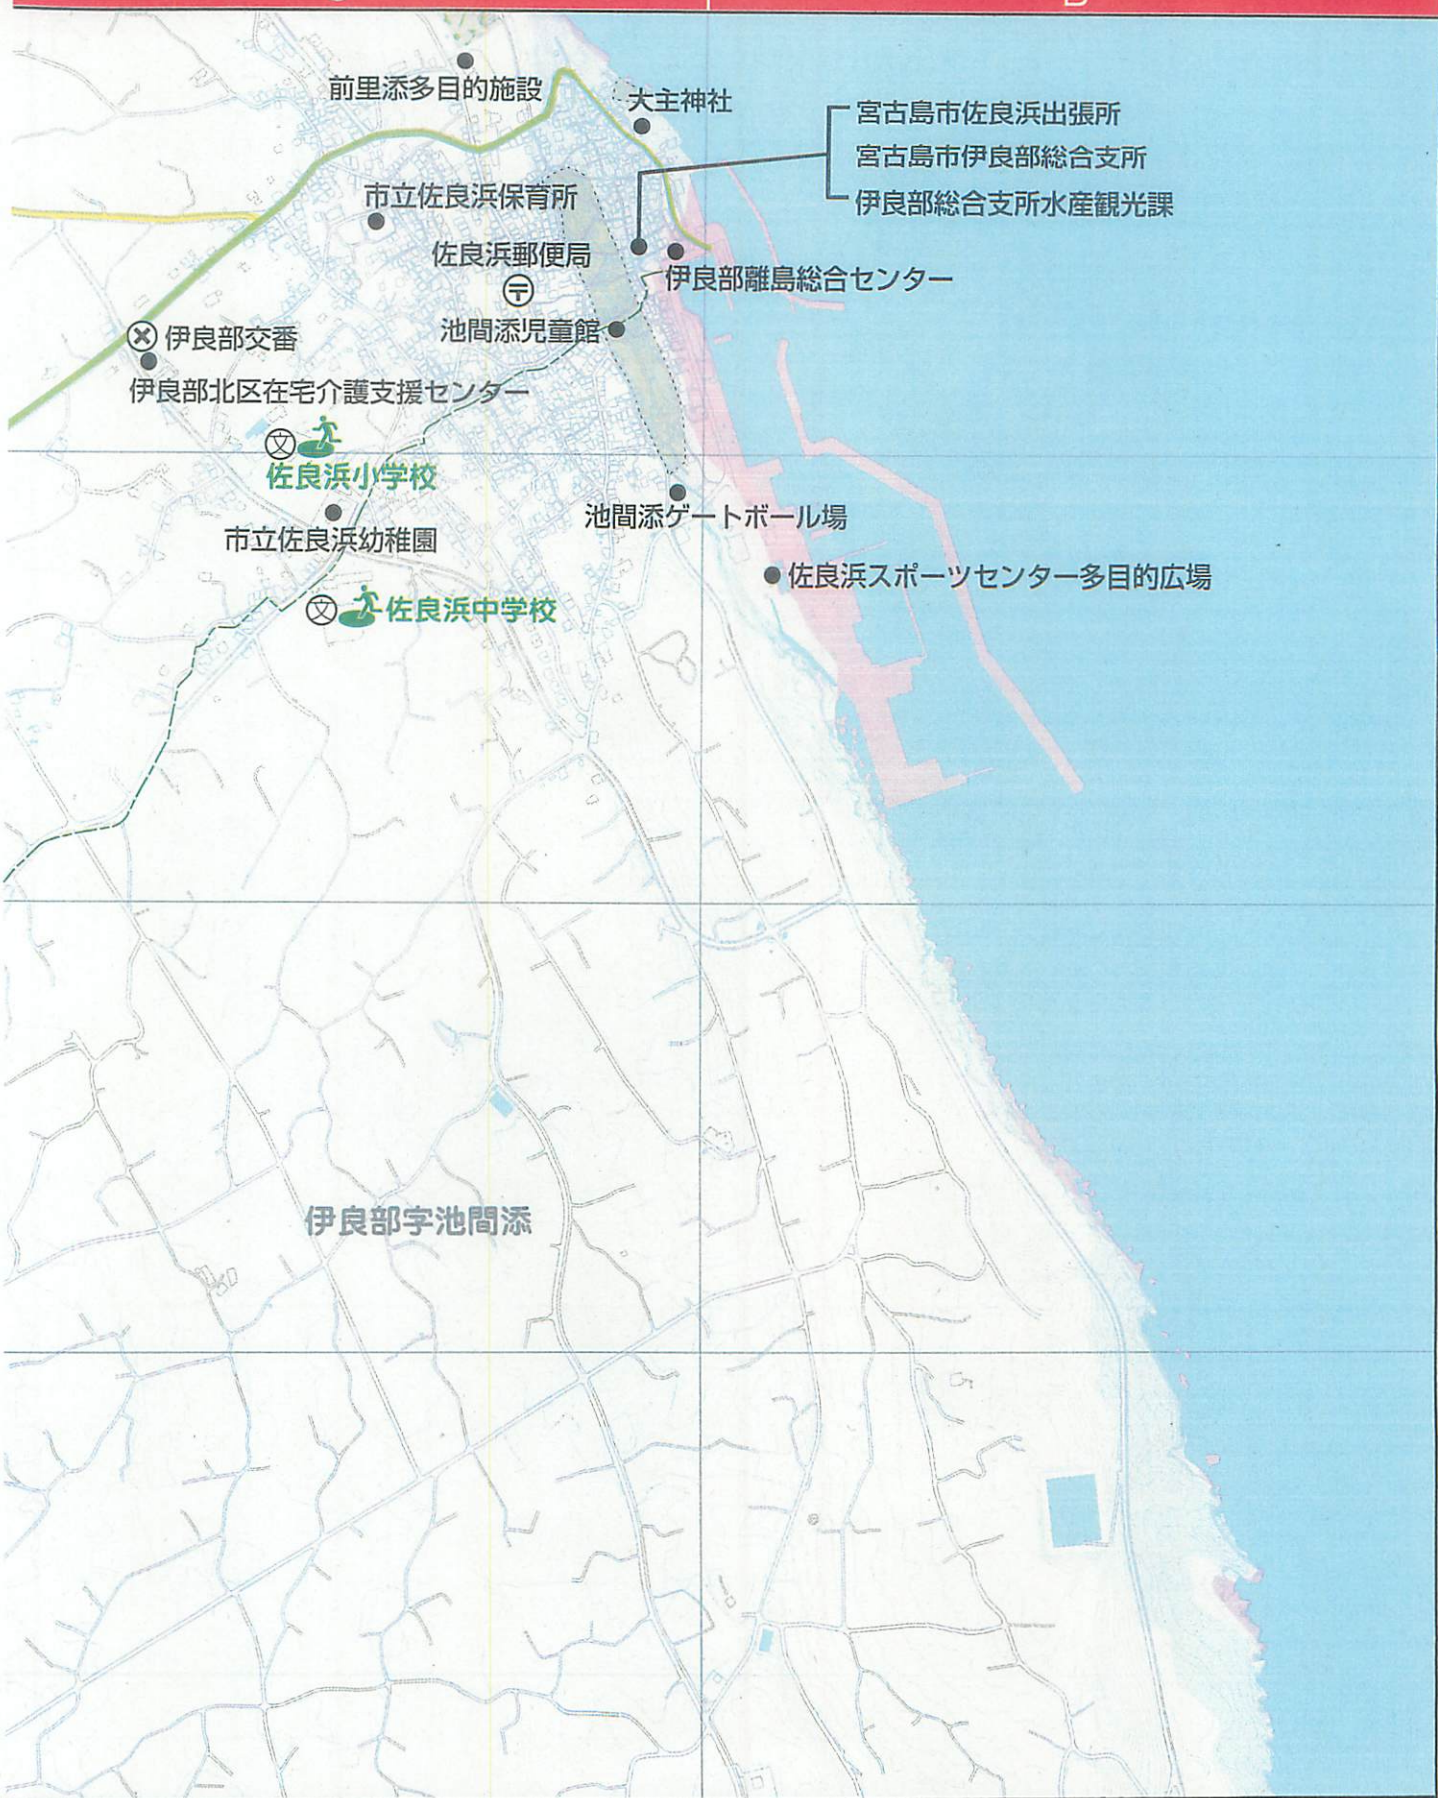 前里添多目的施設
大主神社
宮古島市佐良浜出張所
宮古島市伊良部総合支所
伊良部総合支所水産観光課
市立佐良浜保育所
佐良浜郵便局
伊良部離島総合センター
伊良部交番
池間添児童館
伊良部北区在宅介護支援センター
文
佐良浜小学校
市立佐良浜幼稚園
池間添ゲートボール場
佐良浜スポーツセンター多目的広場
文
佐良浜中学校
伊良部字池間添